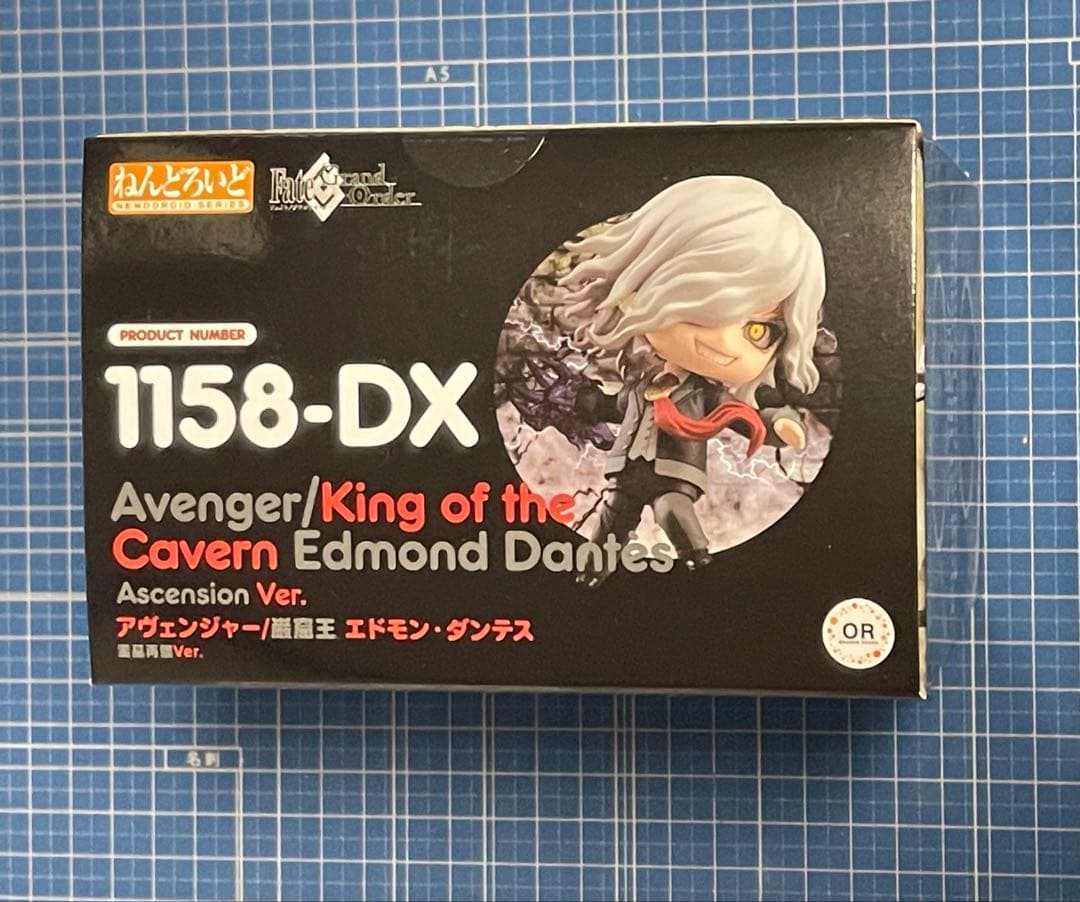 A5
ねんどろいど
NENDOROID SERIES
Fate Grand Order
PRODUCT NUMBER
1158-DX
Avenger/King of the
Cavern Edmond Dantès
Ascension Ver.
アヴェンジャー/巌窟王 エドモン・ダンテス
霊基再臨Ver.
OR
名刺